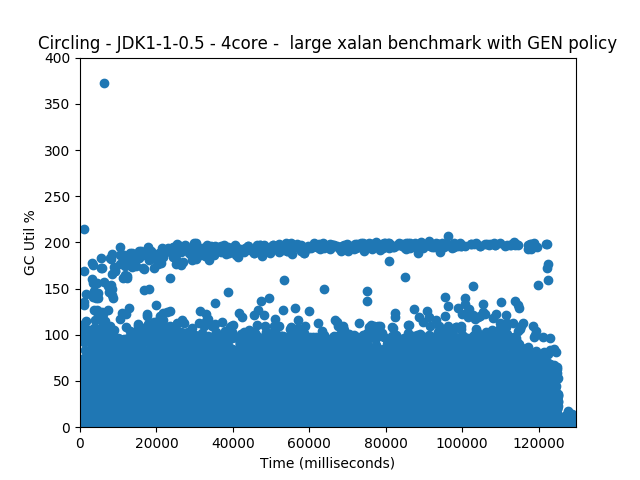 Circling - JDK1-1-0.5 - 4core -  large xalan benchmark with GEN policy
400
350
300
250
200
150
100
50
0
GC Util %
0 20000 40000 60000 80000 100000 120000
Time (milliseconds)